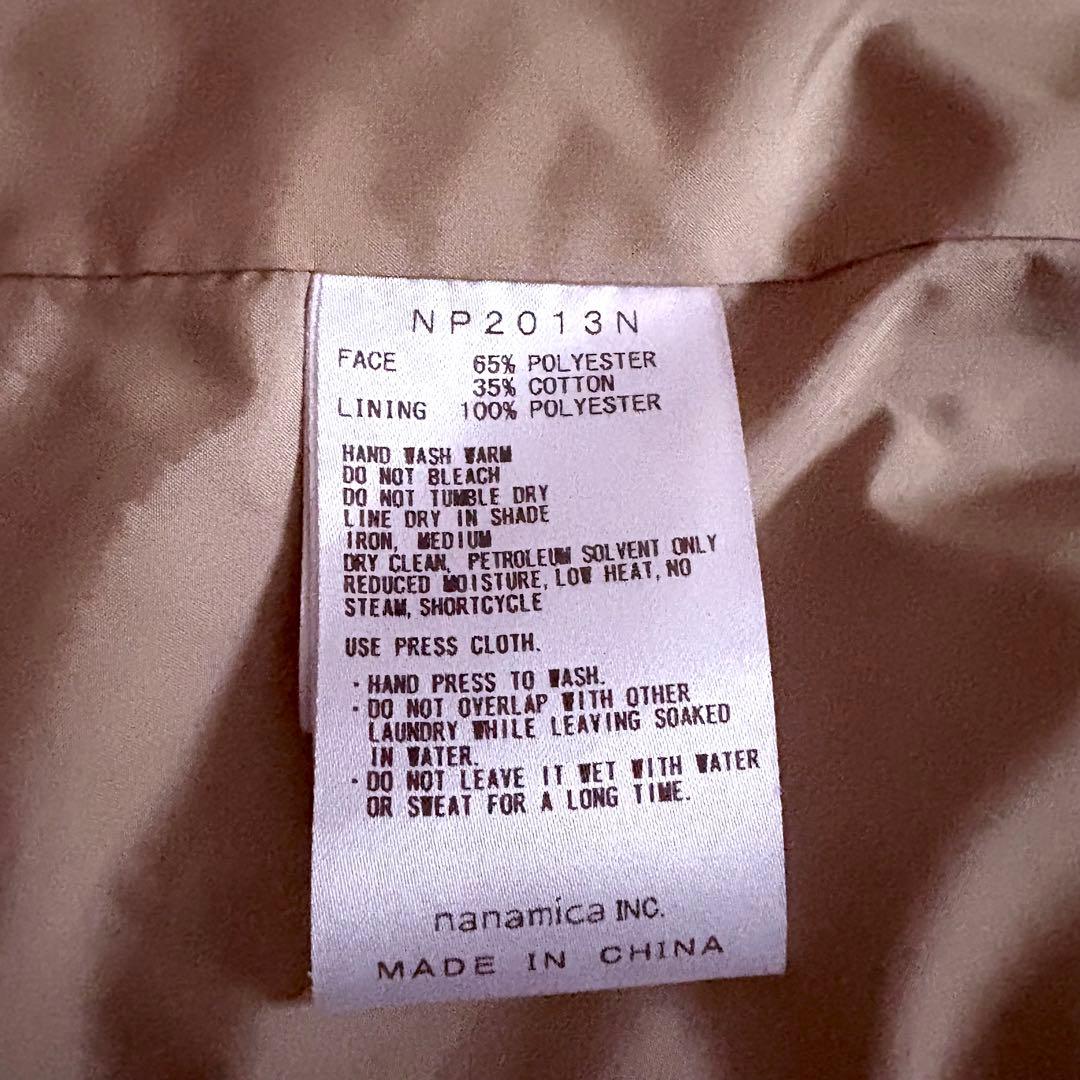 NP2013N
FACE 65% POLYESTER
35% COTTON
LINING 100% POLYESTER
HAND WASH WARM
DO NOT BLEACH
DO NOT TUMBLE DRY
LINE DRY IN SHADE
IRON, MEDIUM
DRY CLEAN, PETROLEUM SOLVENT ONLY
REDUCED MOISTURE, LOW HEAT, NO
STEAM, SHORTCYCLE
USE PRESS CLOTH.
・HAND PRESS TO WASH.
・DO NOT OVERLAP WITH OTHER
LAUNDRY WHILE LEAVING SOAKED
IN WATER.
・DO NOT LEAVE IT WET WITH WATER
OR SWEAT FOR A LONG TIME.
nanamica INC.
MADE IN CHINA